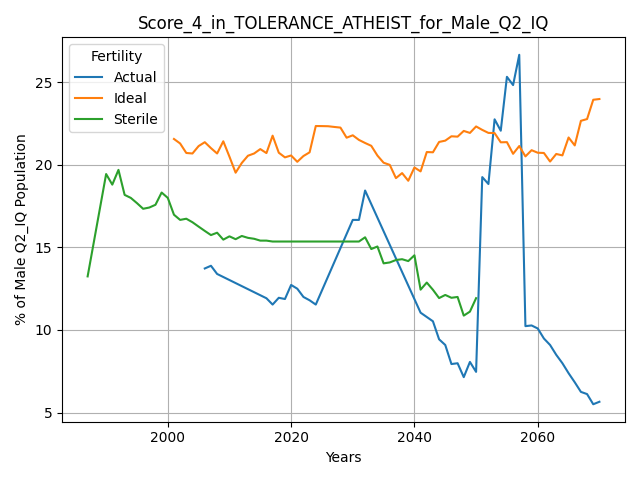 Score_4_in_TOLERANCE_ATHEIST_for_Male_Q2_IQ
Fertility
Actual
Ideal
Sterile
% of Male Q2_IQ Population
25
20
15
10
5
2000
2020
2040
2060
Years